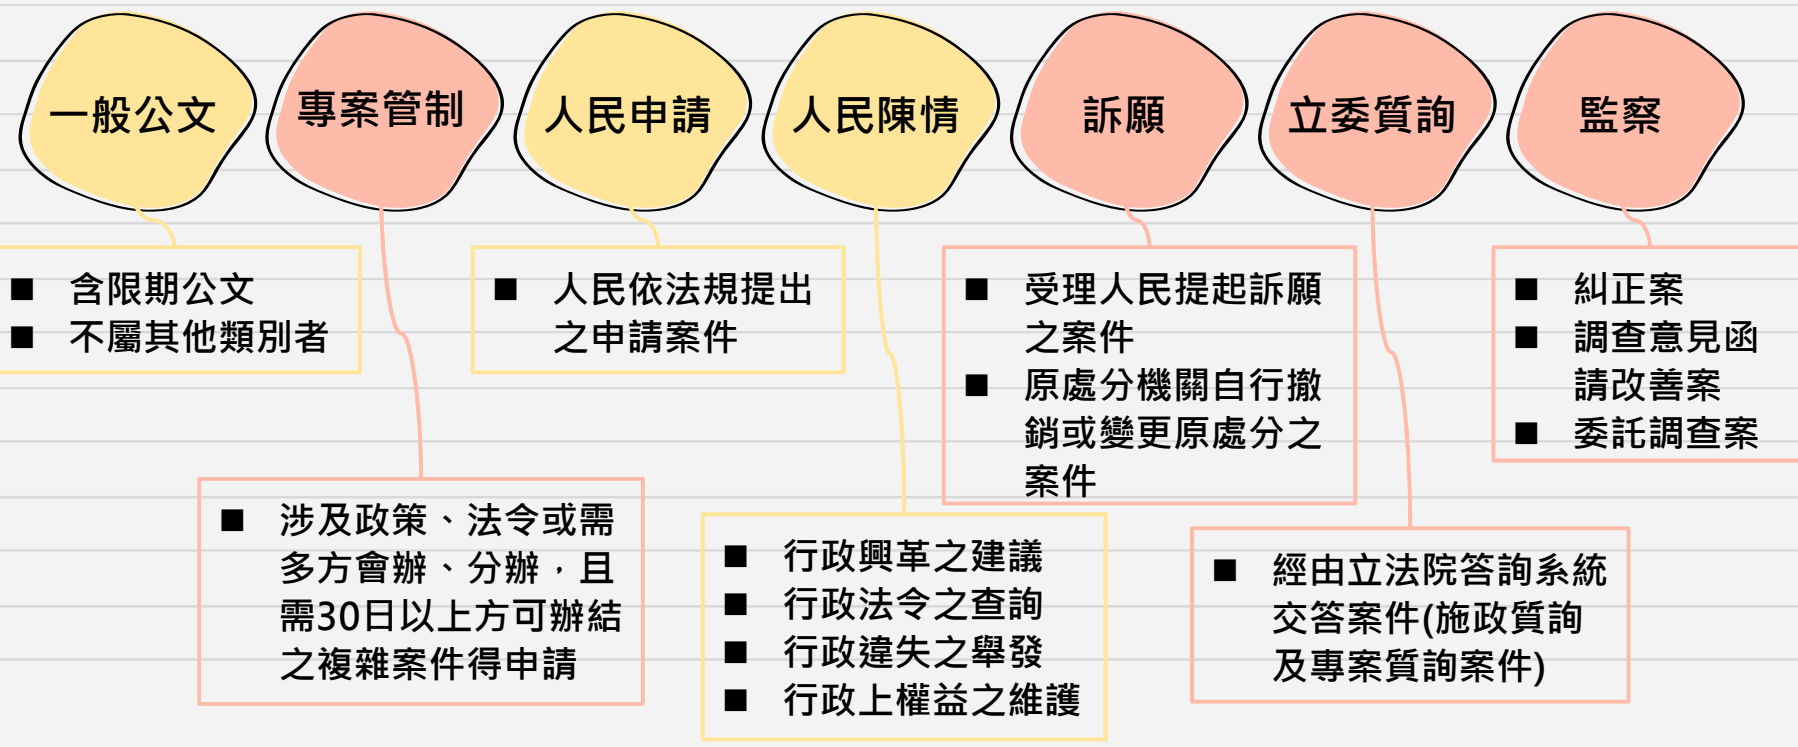 一般公文
專案管制
人民申請
人民陳情
訴願
立委質詢
監察
■ 含限期公文
■ 不屬其他類別者
■ 涉及政策、法令或需
多方會辦、分辦，且
需30日以上方可辦結
之複雜案件得申請
■ 人民依法規提出
之申請案件
■ 行政興革之建議
■ 行政法令之查詢
■ 行政違失之舉發
■ 行政上權益之維護
■ 受理人民提起訴願
之案件
■ 原處分機關自行撤
銷或變更原處分之
案件
■ 經由立法院答詢系統
交答案件(施政質詢
及專案質詢案件)
■ 糾正案
■ 調查意見函
請改善案
■ 委託調查案